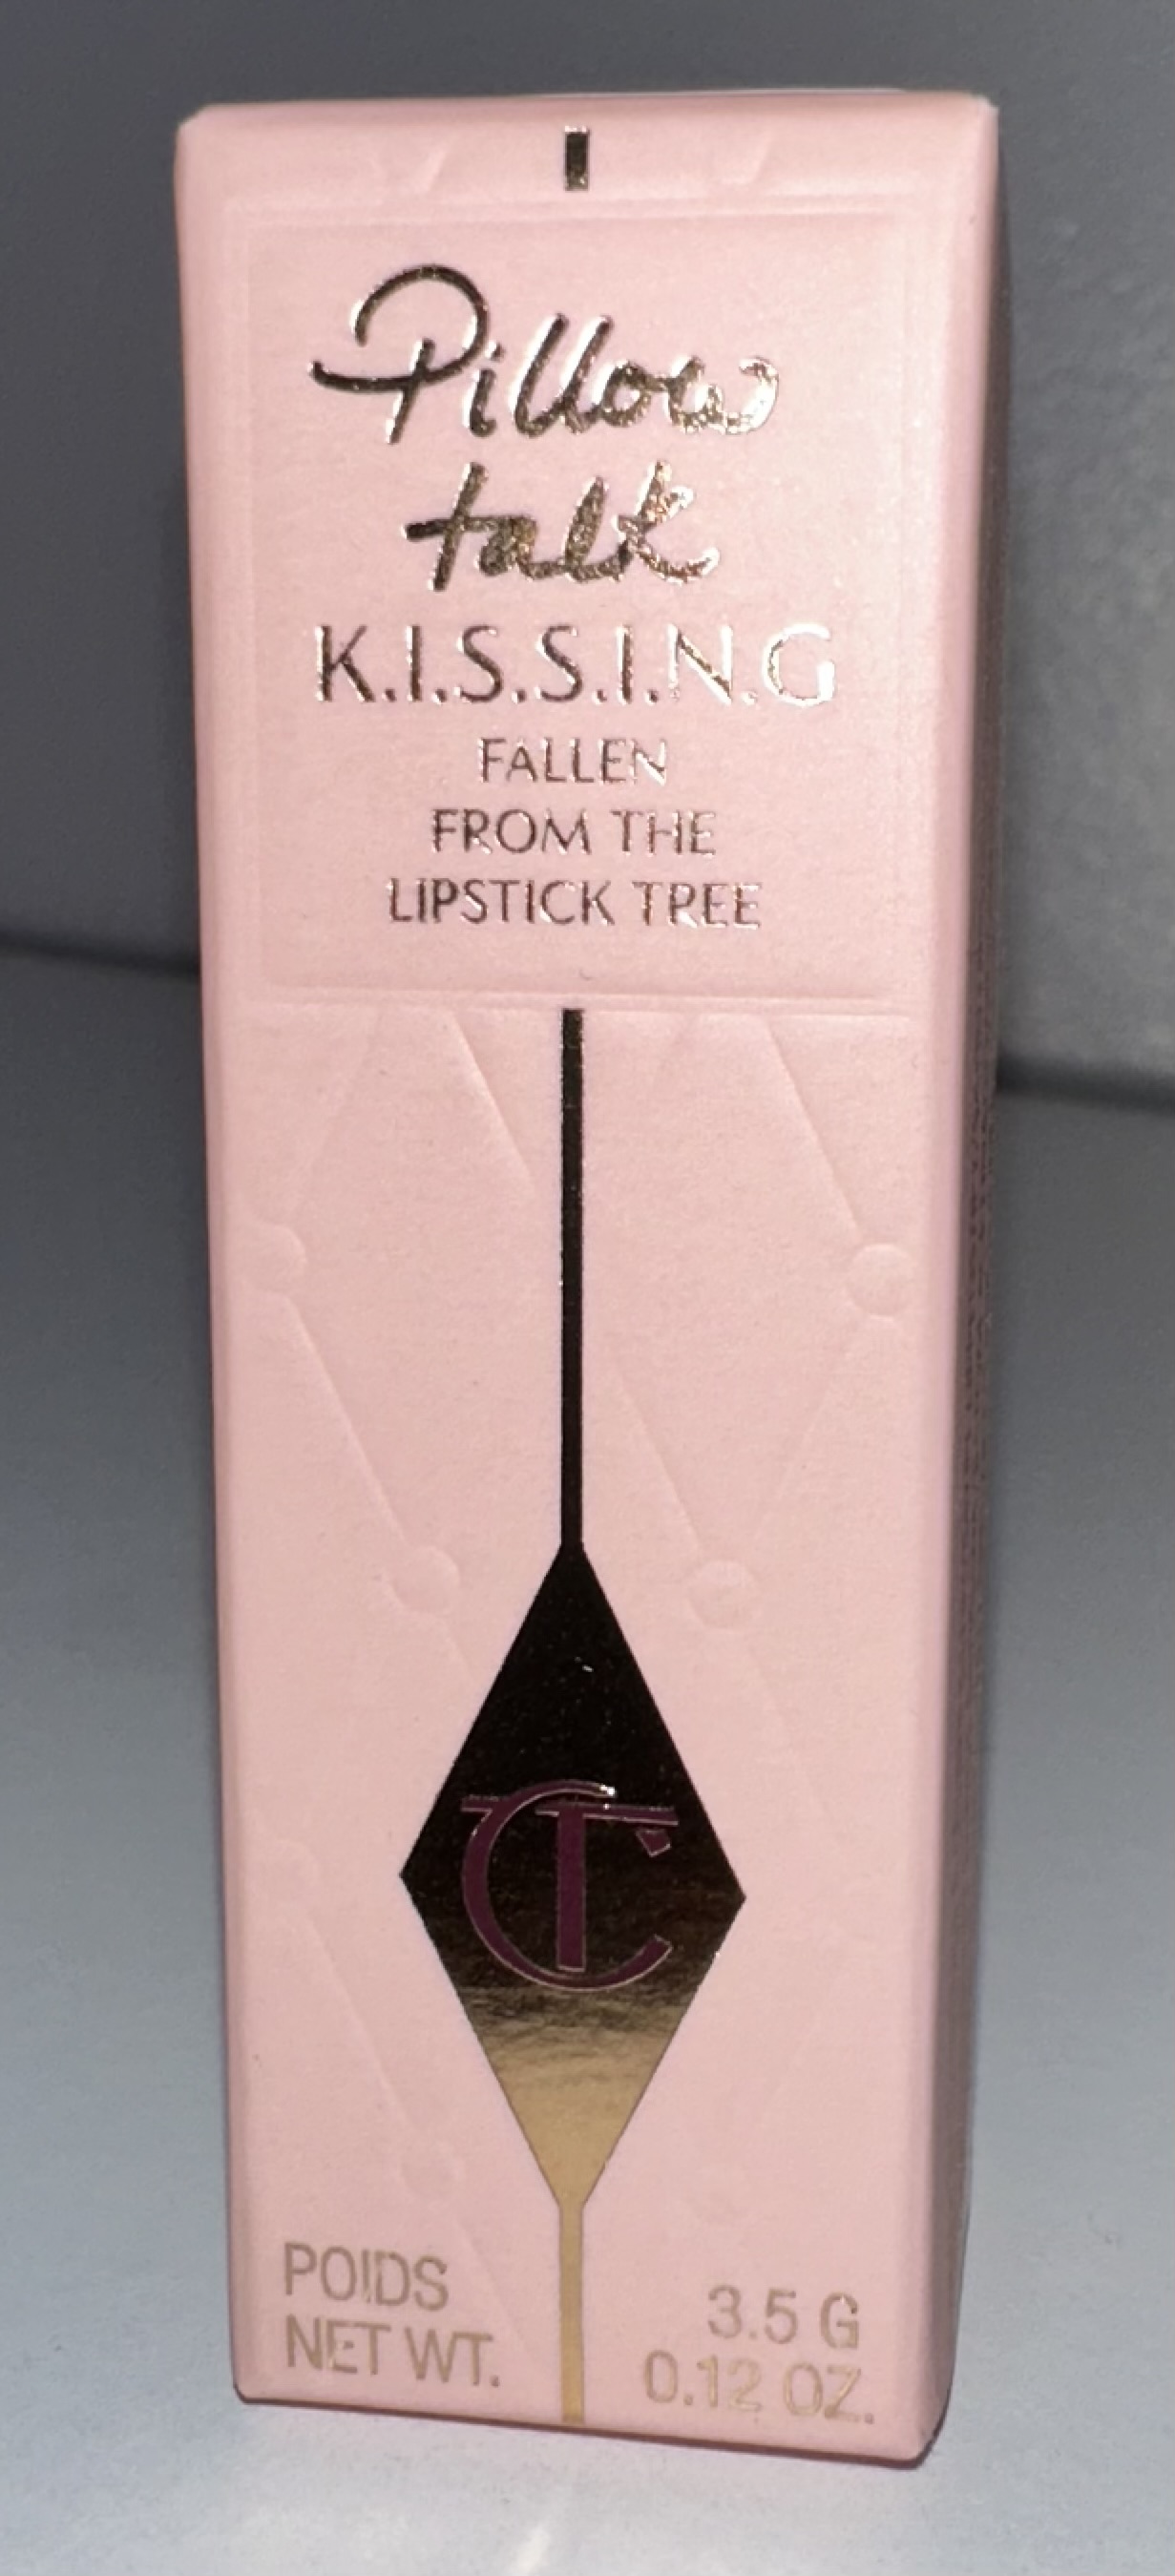 Pillow
talk
K.I.S.S.I.N.G
FALLEN
FROM THE
LIPSTICK TREE
CT
POIDS
NET WT.
3.5 G
0.12 OZ.